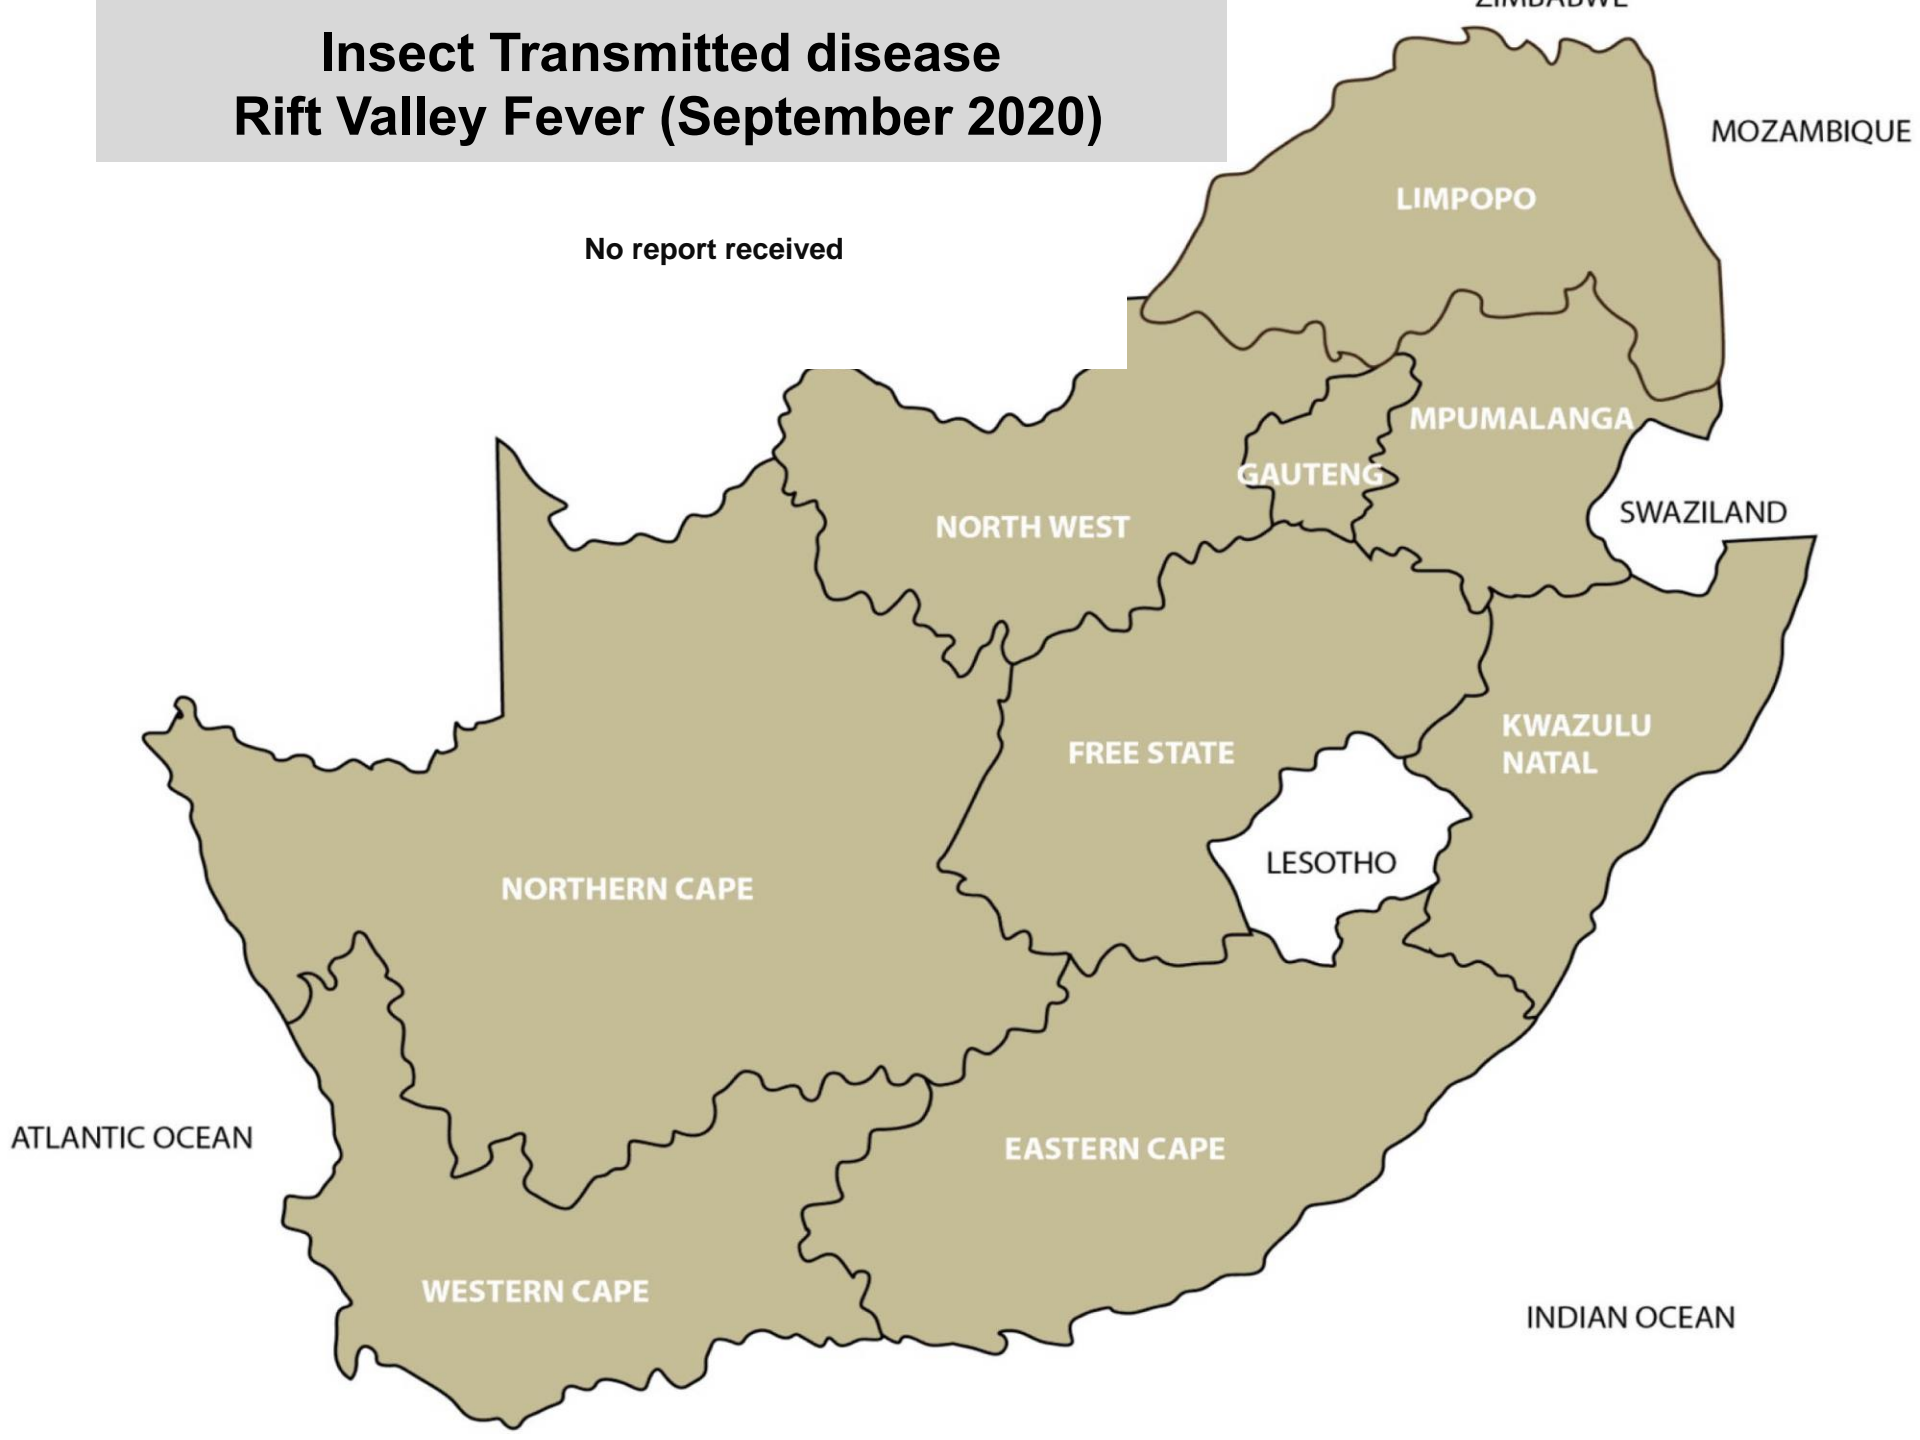 Insect Transmitted disease
Rift Valley Fever (September 2020)
ZIMBABWE
MOZAMBIQUE
LIMPOPO
No report received
MPUMALANGA
GAUTENG
SWAZILAND
NORTH WEST
KWAZULU
NATAL
FREE STATE
LESOTHO
NORTHERN CAPE
ATLANTIC OCEAN
EASTERN CAPE
WESTERN CAPE
INDIAN OCEAN